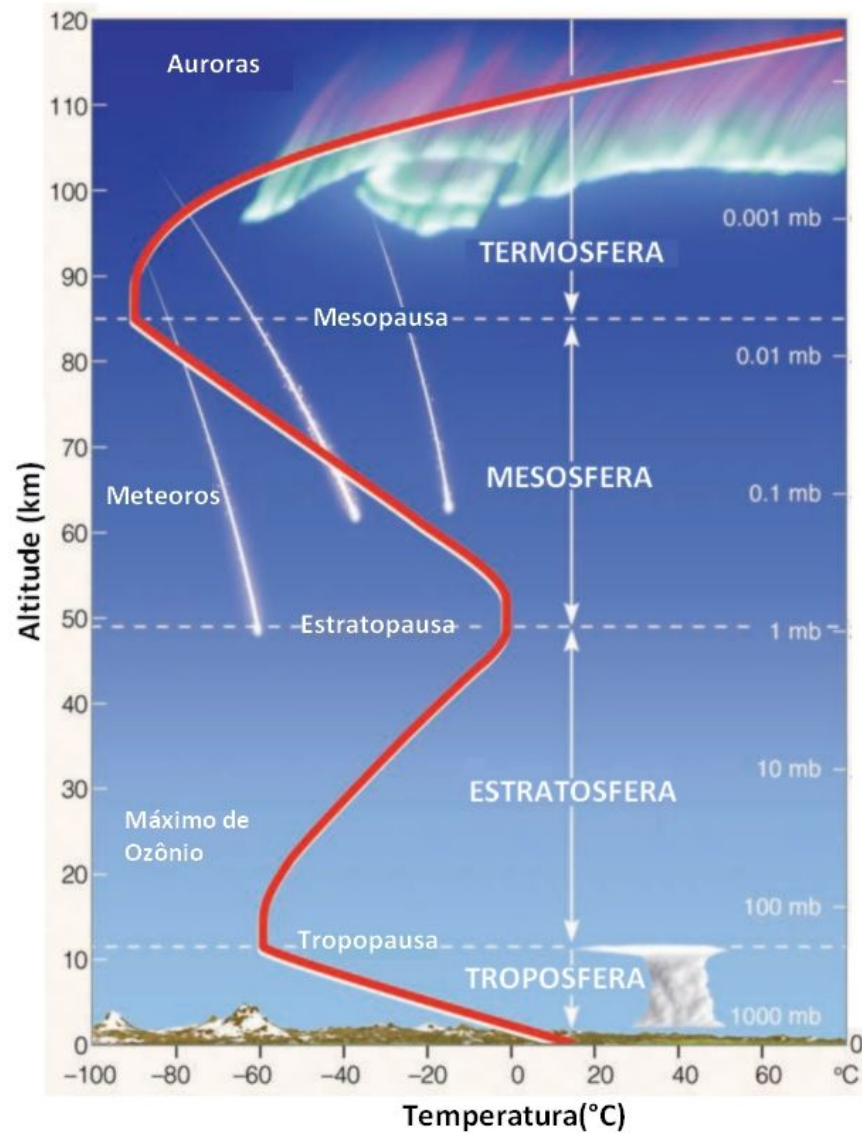 120
Auroras
110
100
0.001 mb
TERMOSFERA
90
Mesopausa
0.01 mb
80
70
MESOSFERA
Meteoros
0.1 mb
60
Altitude (km)
Estratopausa
50
1 mb
40
10 mb
ESTRATOSFERA
30
Máximo de
Ozônio
20
100 mb
Tropopausa
10
TROPOSFERA
1000 mb
0
0
−100 −80 −60 −40 −20 0 20 40 60 ºC
Temperatura(°C)